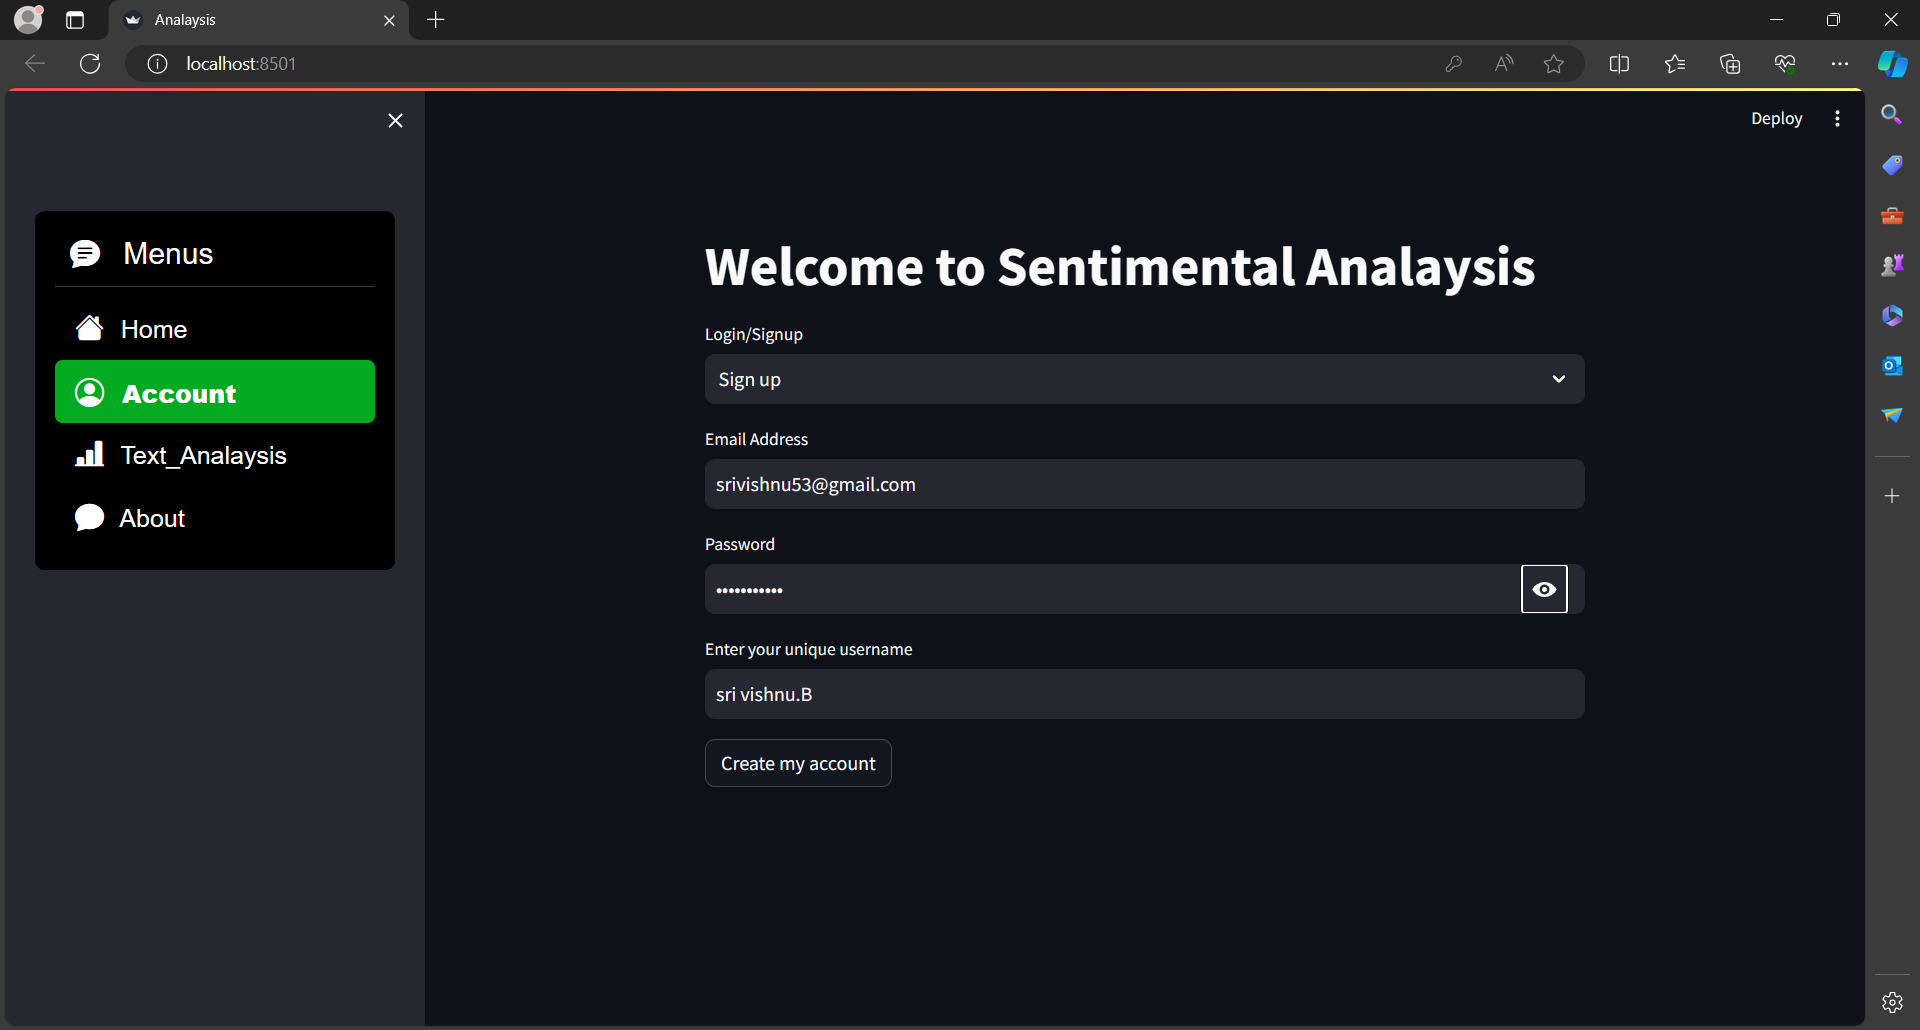 Analaysis
localhost:8501
Deploy
Menus
Home
Account
Text_Analaysis
About
Welcome to Sentimental Analaysis
Login/Signup
Sign up
Email Address
srivishnu53@gmail.com
Password
•••••••••••
Enter your unique username
sri vishnu.B
Create my account